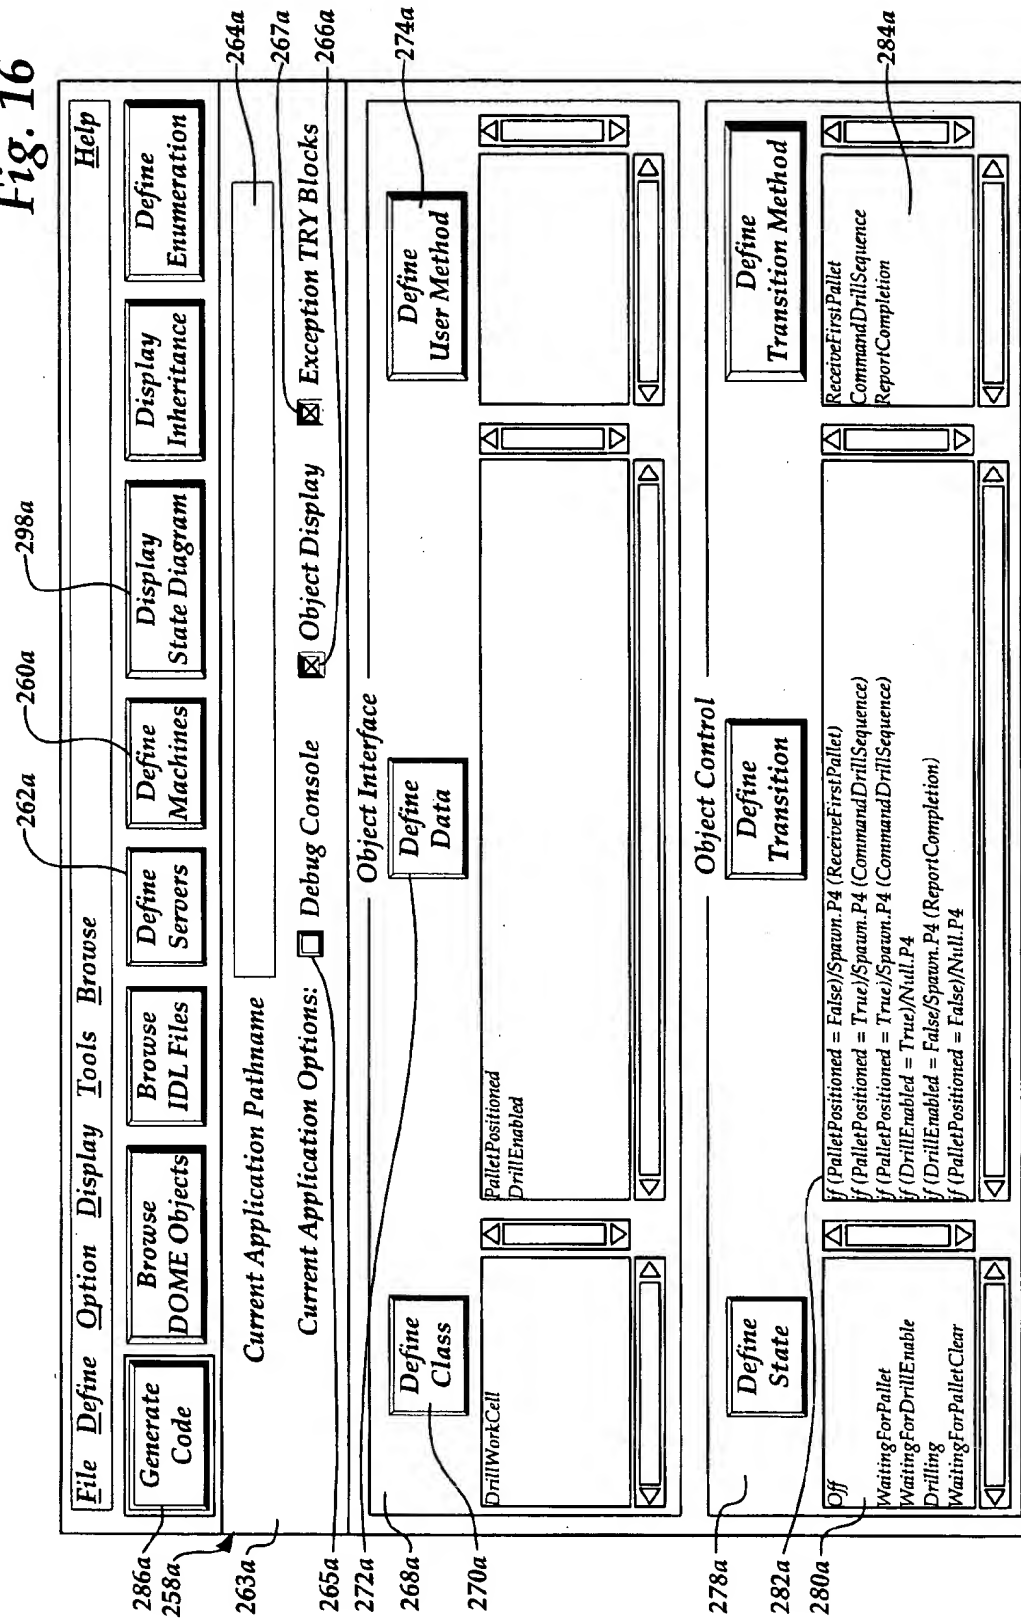 Fig. 16
298a
260a
262a
File Define Option Display Tools Browse Help
Generate Code
Browse DOME Objects
Browse IDL Files
Define Servers
Define Machines
Display State Diagram
Display Inheritance
Define Enumeration
286a
258a
264a
Current Application Pathname
263a
267a
Current Application Options:
Debug Console
Object Display
Exception TRY Blocks
265a
266a
272a
Object Interface
268a
Define Class
Define Data
Define User Method
274a
270a
DrillWorkCell
PalletPositioned
DrillEnabled
Object Control
278a
Define State
Define Transition
Define Transition Method
282a
280a
Off
WaitingForPallet
WaitingForDrillEnable
Drilling
WaitingForPalletClear
if (PalletPositioned = False)/Spawn.P4 (ReceiveFirstPallet)
if (PalletPositioned = True)/Spawn.P4 (CommandDrillSequence)
if (PalletPositioned = True)/Spawn.P4 (CommandDrillSequence)
if (DrillEnabled = True)/Null.P4
if (DrillEnabled = False/Spawn.P4 (ReportCompletion)
if (PalletPositioned = False)/Null.P4
ReceiveFirstPallet
CommandDrillSequence
ReportCompletion
284a